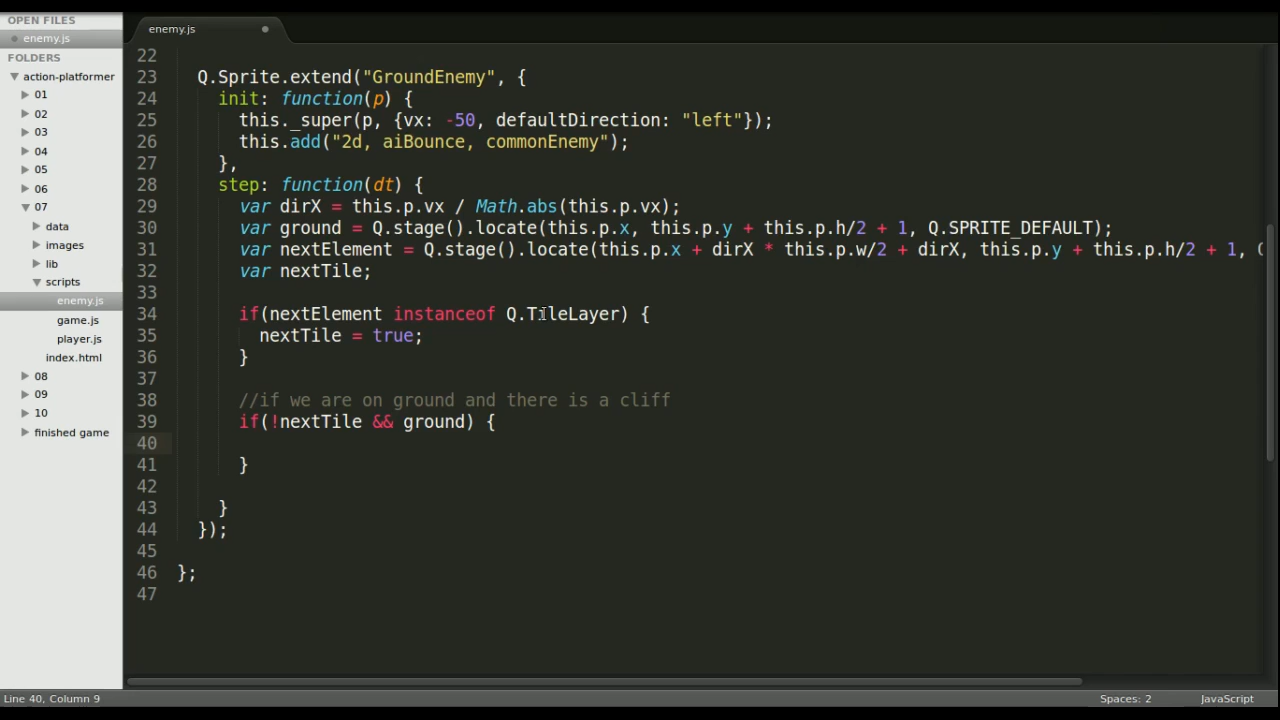 OPEN FILES
enemy.js
FOLDERS
action-platformer
01
02
03
04
05
06
07
data
images
lib
scripts
enemy.js
game.js
player.js
index.html
08
09
10
finished game
enemy.js
22
23 Q.Sprite.extend("GroundEnemy", {
24 init: function(p) {
25 this._super(p, {vx: -50, defaultDirection: "left"});
26 this.add("2d, aiBounce, commonEnemy");
27 },
28 step: function(dt) {
29 var dirX = this.p.vx / Math.abs(this.p.vx);
30 var ground = Q.stage().locate(this.p.x, this.p.y + this.p.h/2 + 1, Q.SPRITE_DEFAULT);
31 var nextElement = Q.stage().locate(this.p.x + dirX * this.p.w/2 + dirX, this.p.y + this.p.h/2 + 1,
32 var nextTile;
33
34 if(nextElement instanceof Q.TileLayer) {
35 nextTile = true;
36 }
37
38 //if we are on ground and there is a cliff
39 if(!nextTile && ground) {
40
41 }
42
43 }
44 });
45
46 };
47
Line 40, Column 9
Spaces: 2
JavaScript